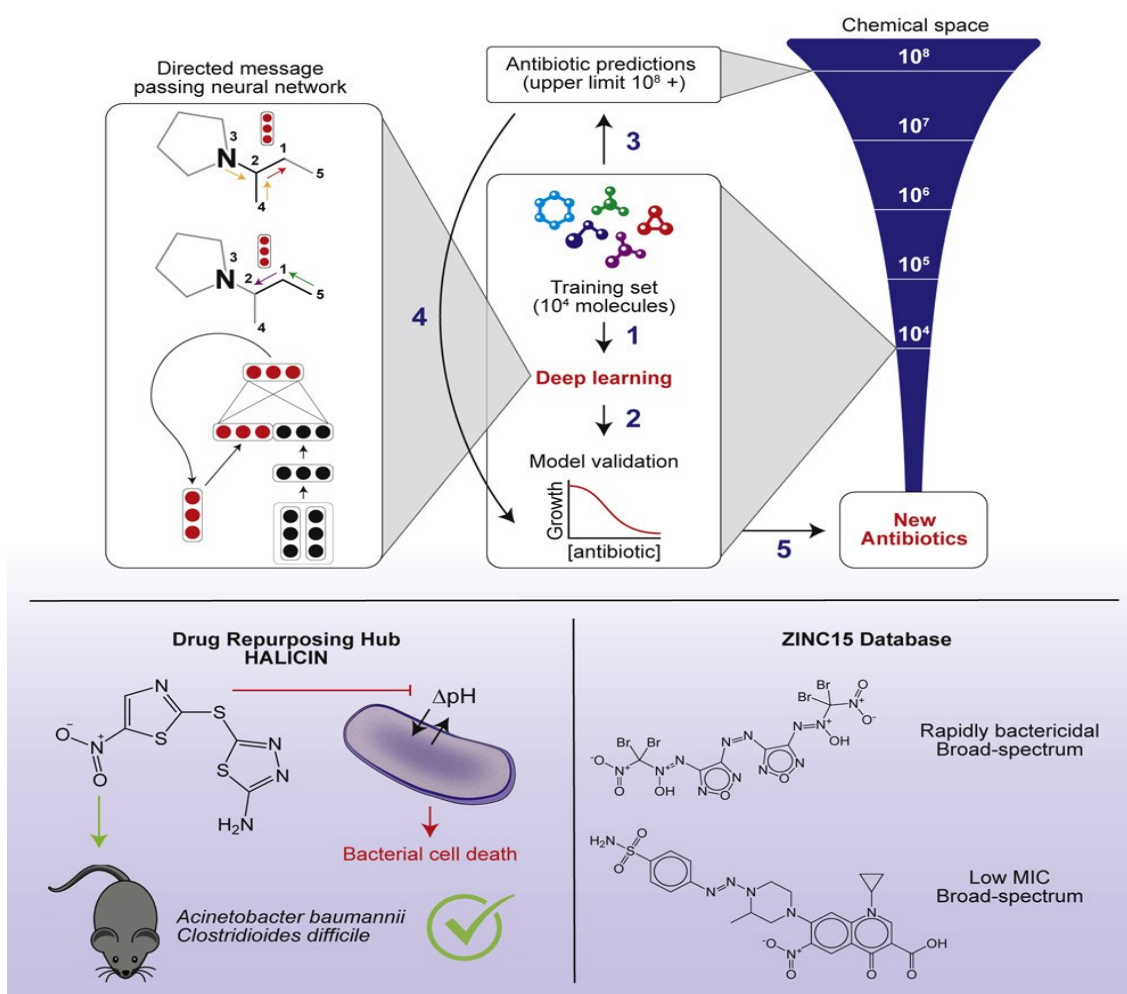 Directed message
passing neural network
3
N
2
1
5
4
3
N
2
1
5
4
4
Antibiotic predictions
(upper limit 10⁸ +)
3
Training set
(10⁴ molecules)
1
Deep learning
2
Model validation
Growth
[antibiotic]
5
Chemical space
10⁸
10⁷
10⁶
10⁵
10⁴
New
Antibiotics
Drug Repurposing Hub
HALICIN
N
S
S
O⁻
N⁺
O
N
N
S
H₂N
ΔpH
Bacterial cell death
Acinetobacter baumannii
Clostridioides difficile
ZINC15 Database
Br
Br
O
N⁺
O⁻
N=N⁺
OH
N=N
N
O
N
Br Br
⁻O
N⁺
O
N=N
OH
N
O
N
Rapidly bactericidal
Broad-spectrum
H₂N
O
S
O
N=N
N
N
N
⁻O
N⁺
O
O
OH
O
Low MIC
Broad-spectrum